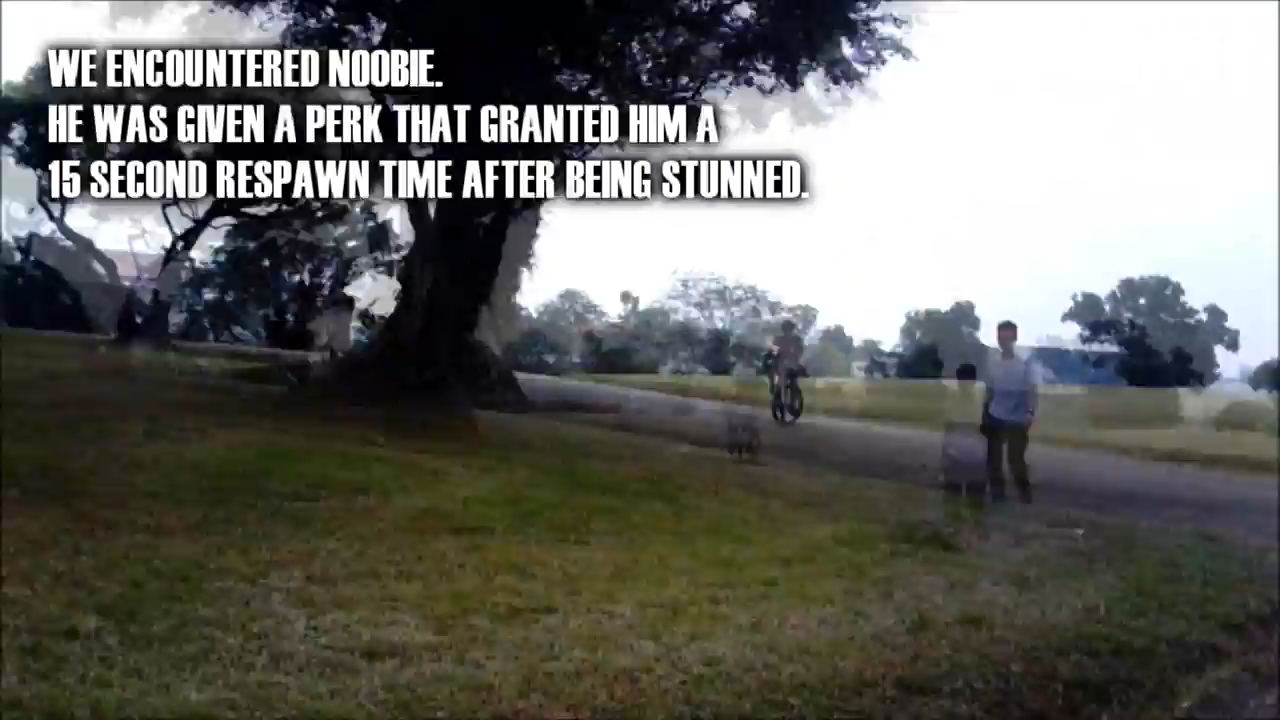 WE ENCOUNTERED NOOBIE.
HE WAS GIVEN A PERK THAT GRANTED HIM A
15 SECOND RESPAWN TIME AFTER BEING STUNNED.